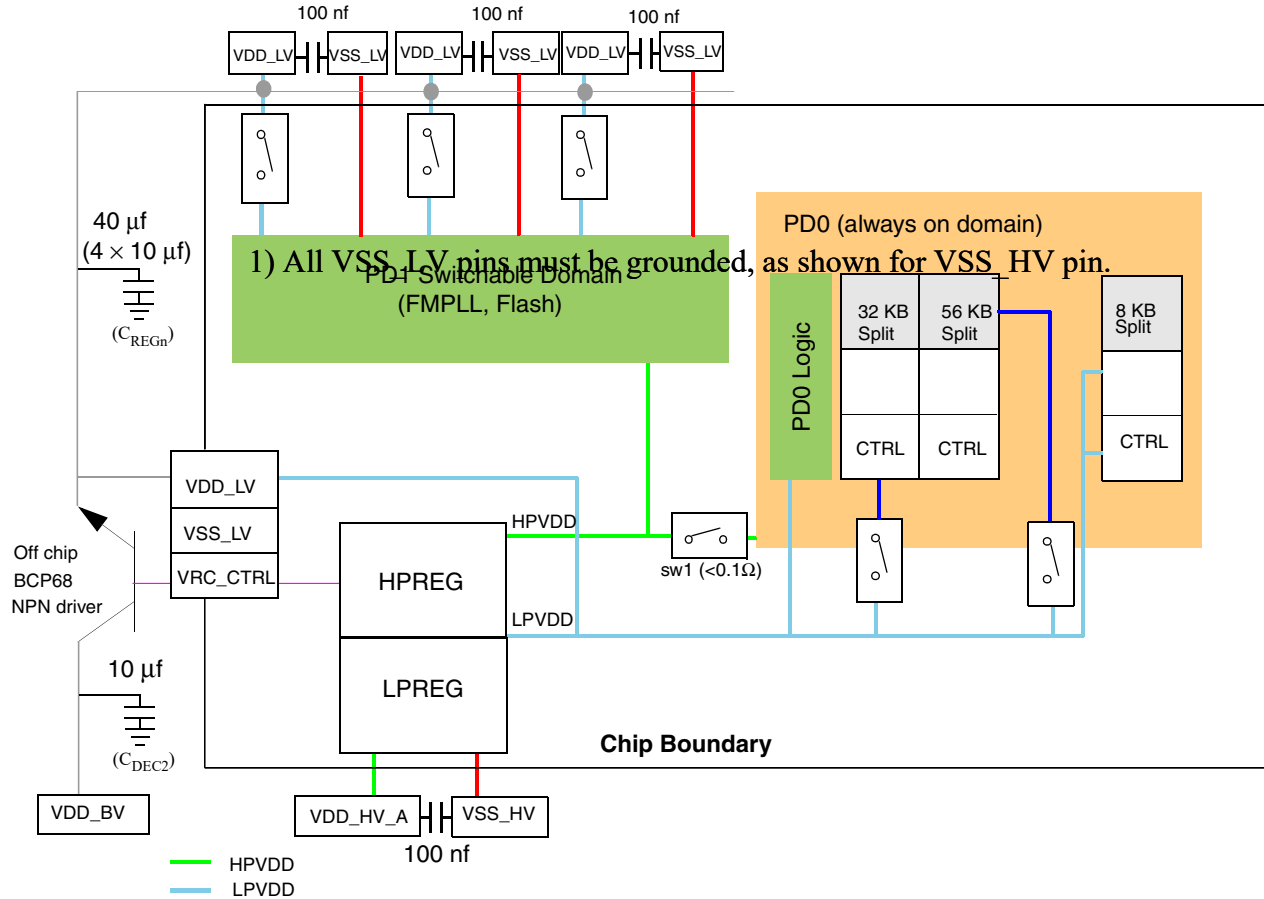 100 nf
100 nf
100 nf
VDD_LV
VSS_LV
VDD_LV
VSS_LV
VDD_LV
VSS_LV
40 μf
(4 × 10 μf)
(CREGn)
PD0 (always on domain)
1) All VSS_LV pins must be grounded, as shown for VSS_HV pin.
PD1 Switchable Domain
(FMPLL, Flash)
PD0 Logic
32 KB
Split
56 KB
Split
8 KB
Split
CTRL
CTRL
CTRL
VDD_LV
VSS_LV
VRC_CTRL
Off chip
BCP68
NPN driver
HPVDD
sw1 (<0.1Ω)
HPREG
LPVDD
LPREG
10 μf
(CDEC2)
Chip Boundary
VDD_BV
VDD_HV_A
VSS_HV
100 nf
HPVDD
LPVDD